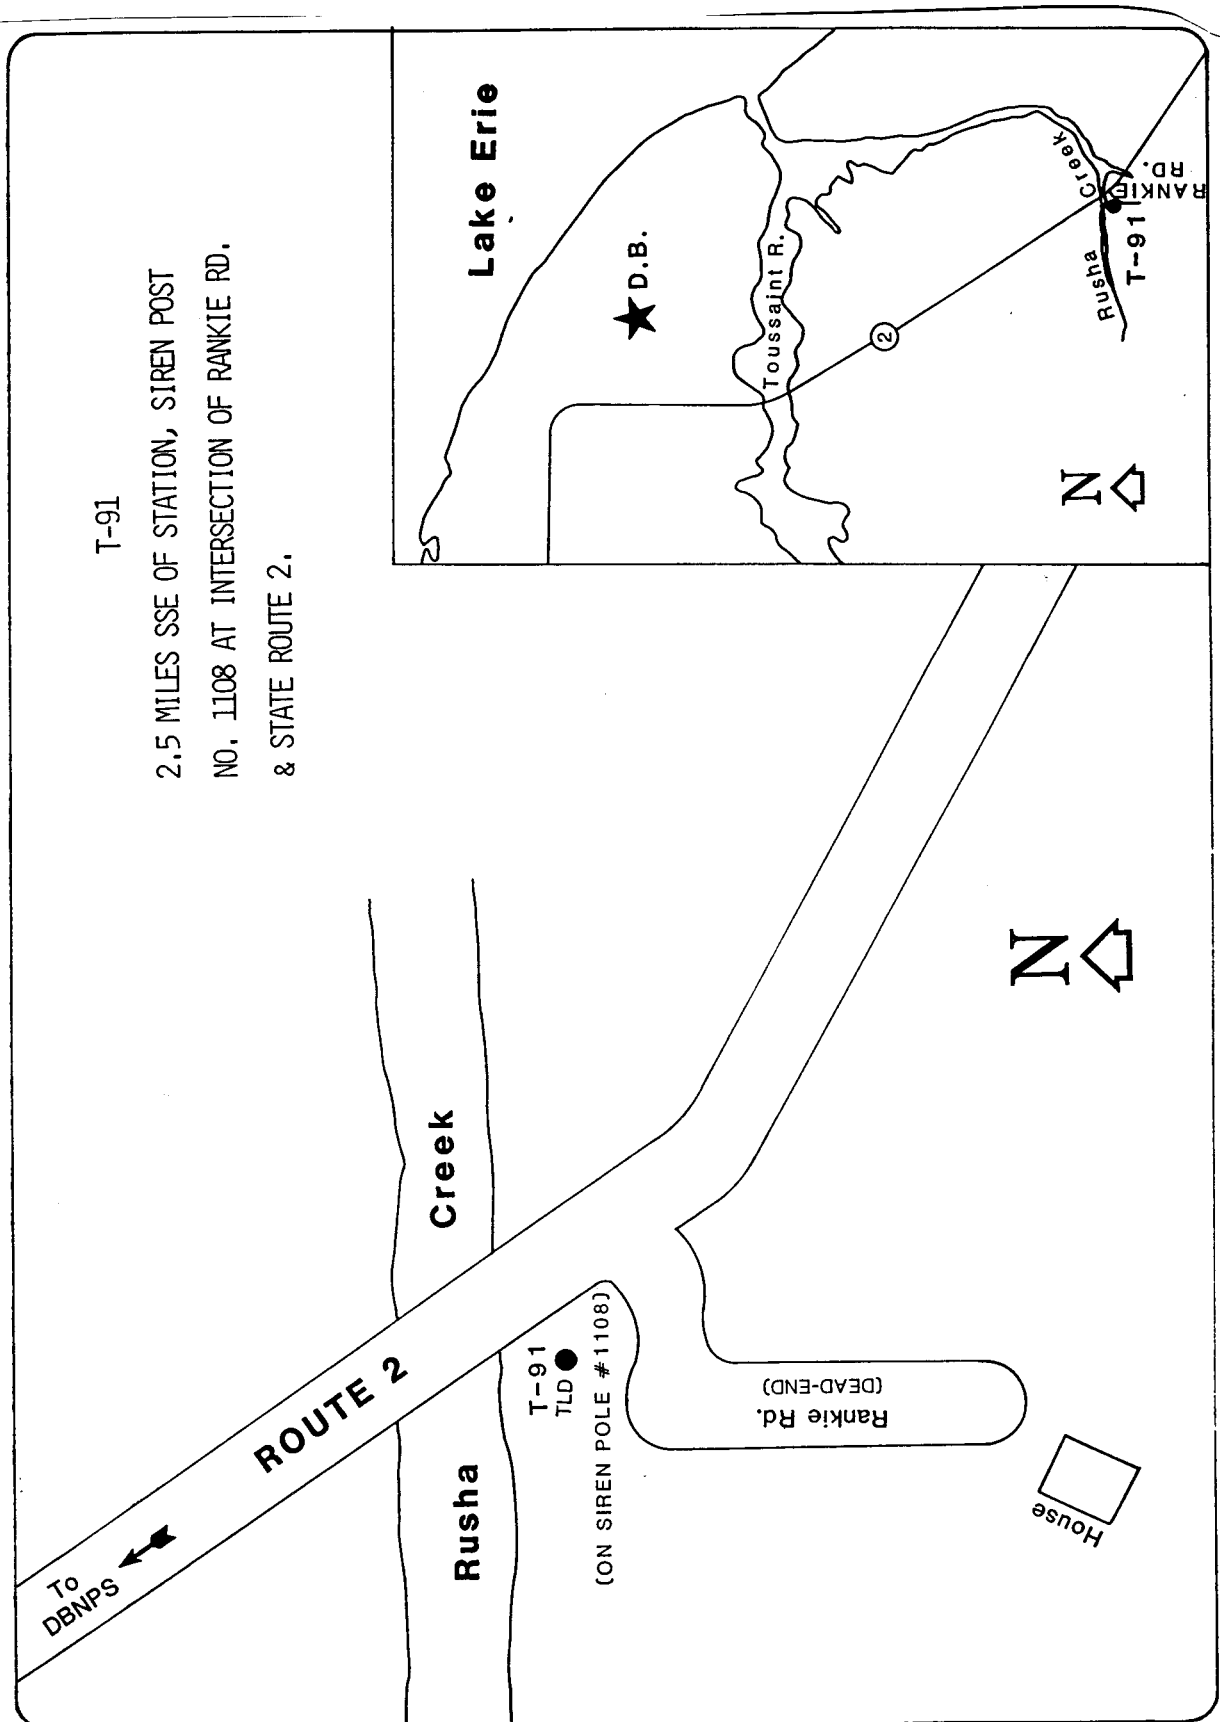 T-91
2.5 MILES SSE OF STATION, SIREN POST
NO. 1108 AT INTERSECTION OF RANKIE RD.
& STATE ROUTE 2.
Lake Erie
D.B.
Toussaint R.
2
Rusha Creek
T-91
RANKIE
RD.
N
To
DBNPS
ROUTE 2
Rusha Creek
T-91
TLD
(ON SIREN POLE #1108)
Rankie Rd.
(DEAD-END)
House
N